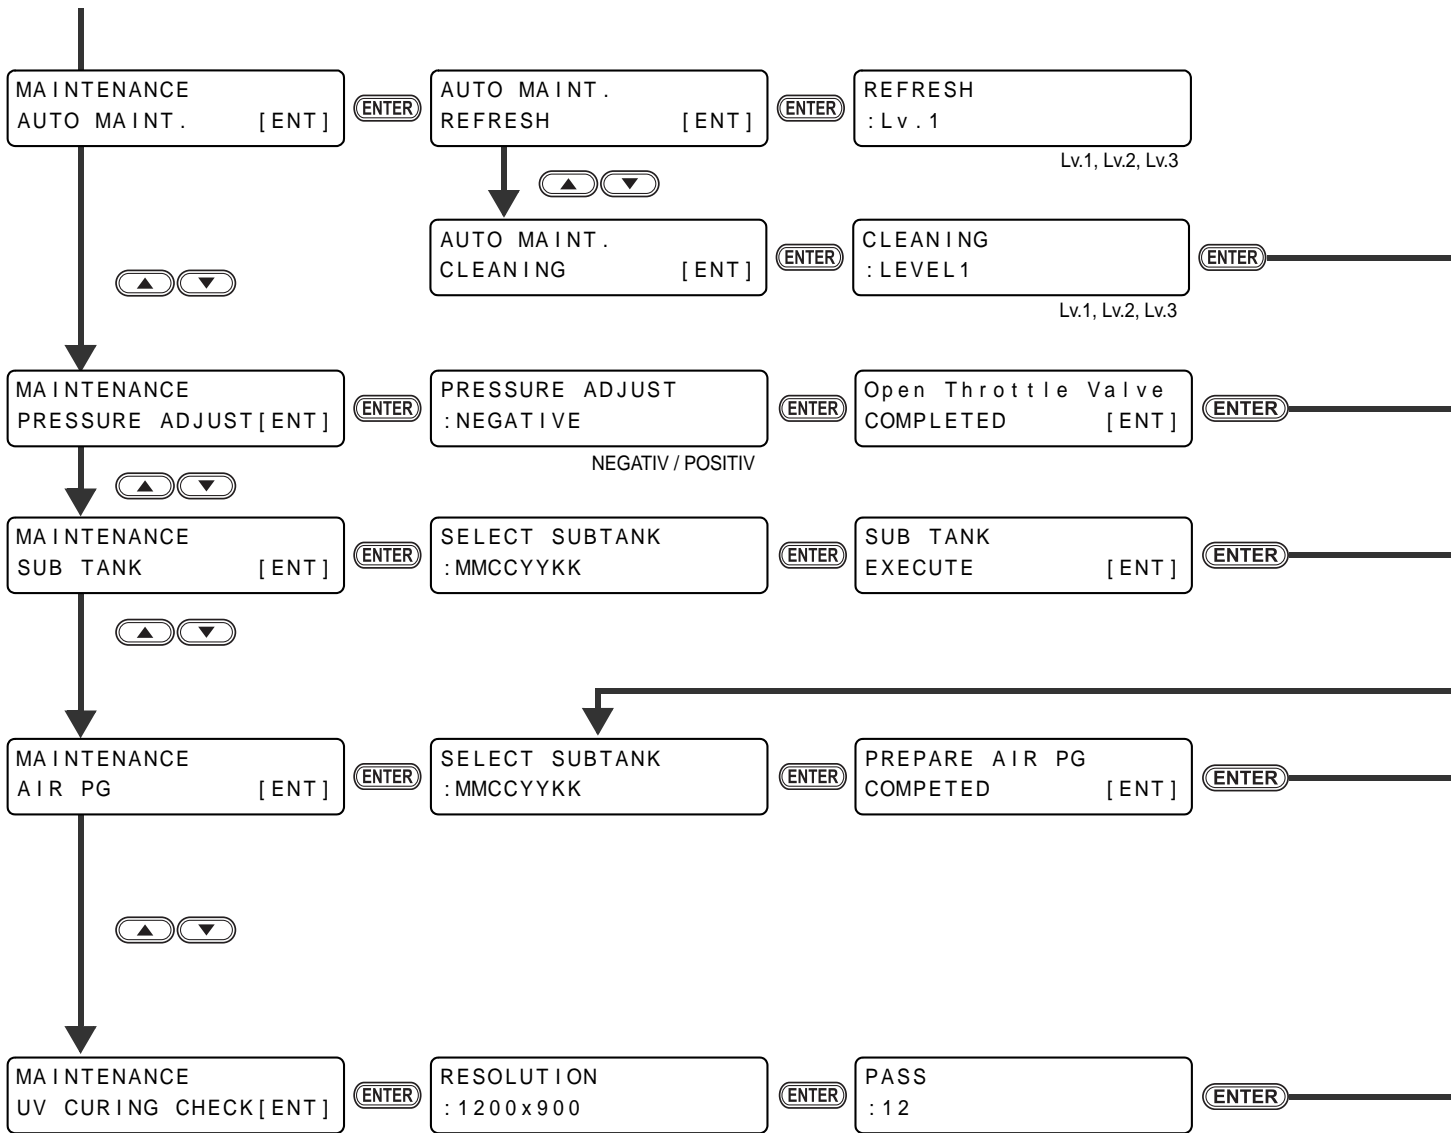 MAINTENANCE
AUTO MAINT. [ENT]
ENTER
AUTO MAINT.
REFRESH [ENT]
ENTER
REFRESH
:Lv.1
Lv.1, Lv.2, Lv.3
AUTO MAINT.
CLEANING [ENT]
ENTER
CLEANING
:LEVEL1
ENTER
Lv.1, Lv.2, Lv.3
MAINTENANCE
PRESSURE ADJUST[ENT]
ENTER
PRESSURE ADJUST
:NEGATIVE
ENTER
Open Throttle Valve
COMPLETED [ENT]
ENTER
NEGATIV / POSITIV
MAINTENANCE
SUB TANK [ENT]
ENTER
SELECT SUBTANK
:MMCCYYKK
ENTER
SUB TANK
EXECUTE [ENT]
ENTER
MAINTENANCE
AIR PG [ENT]
ENTER
SELECT SUBTANK
:MMCCYYKK
ENTER
PREPARE AIR PG
COMPETED [ENT]
ENTER
MAINTENANCE
UV CURING CHECK[ENT]
ENTER
RESOLUTION
:1200x900
ENTER
PASS
:12
ENTER